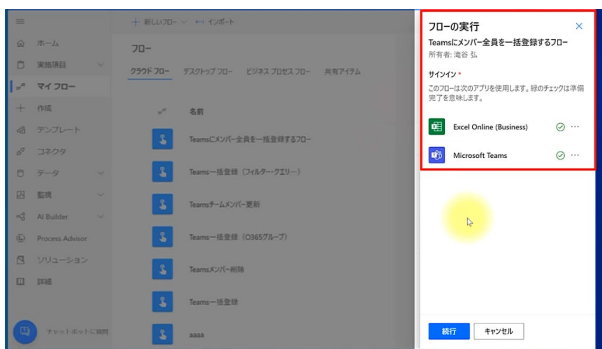 ＋ 新しいフロー インポート
ホーム
実施項目
マイ フロー
作成
テンプレート
コネクタ
データ
監視
AI Builder
Process Advisor
ソリューション
詳細
チャットボットに質問
フロー
クラウド フロー デスクトップ フロー ビジネス プロセス フロー 共有アイテム
名前
Teamsにメンバー全員を一括登録するフロー
Teams一括登録（フィルタークエリー）
Teamsチームメンバー更新
Teams一括登録（O365グループ）
Teamsメンバー削除
Teams一括登録
aaaa
フローの実行
Teamsにメンバー全員を一括登録するフロー
所有者: 滝谷 弘
サインイン *
このフローは次のアプリを使用します。緑のチェックは準備
完了を意味します。
Excel Online (Business)
Microsoft Teams
続行 キャンセル